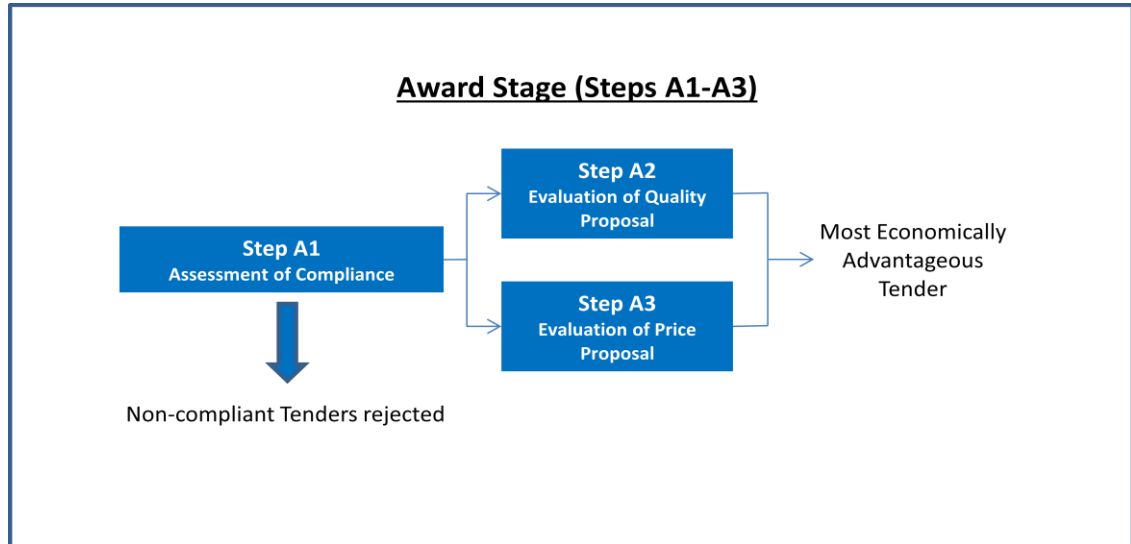 Award Stage (Steps A1-A3)
Step A1
Assessment of Compliance
Non-compliant Tenders rejected
Step A2
Evaluation of Quality
Proposal
Step A3
Evaluation of Price
Proposal
Most Economically
Advantageous
Tender